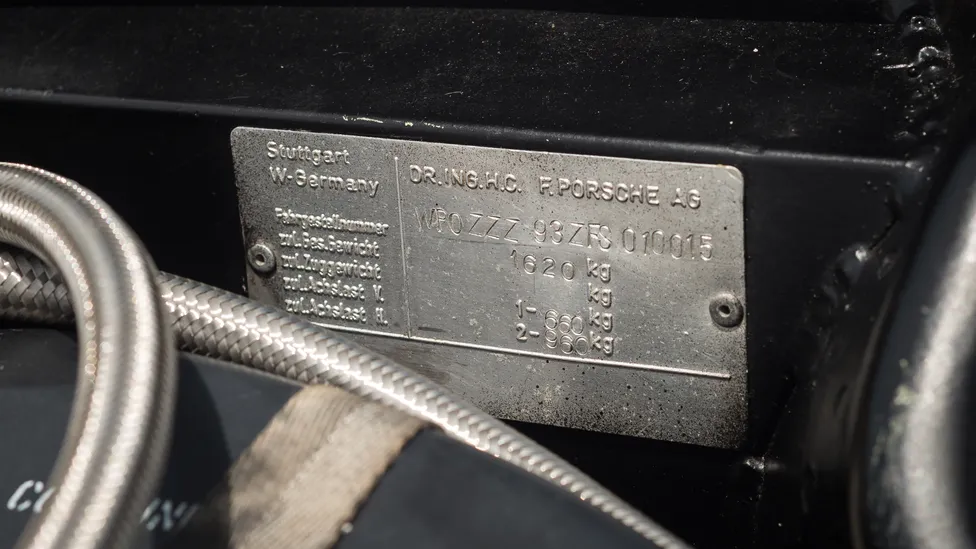 Stuttgart
W-Germany
DR.ING.H.C. F.PORSCHE AG
Fahrgestellnummer WP0ZZZ 93ZFS 010015
zul.Ges.Gewicht 1620 kg
zul.Zuggewicht kg
zul.Achslast V. 1- 660 kg
zul.Achslast H. 2- 960 kg